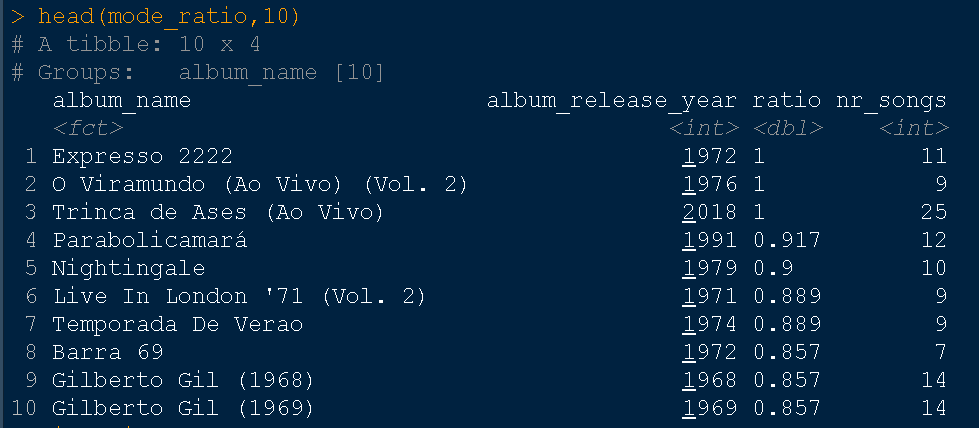 > head(mode_ratio,10)
# A tibble: 10 x 4
# Groups:   album_name [10]
   album_name                     album_release_year ratio nr_songs
   <fct>                                       <int> <dbl>    <int>
 1 Expresso 2222                                1972 1           11
 2 O Viramundo (Ao Vivo) (Vol. 2)               1976 1            9
 3 Trinca de Ases (Ao Vivo)                     2018 1           25
 4 Parabolicamará                               1991 0.917       12
 5 Nightingale                                  1979 0.9         10
 6 Live In London '71 (Vol. 2)                  1971 0.889        9
 7 Temporada De Verao                           1974 0.889        9
 8 Barra 69                                     1972 0.857        7
 9 Gilberto Gil (1968)                          1968 0.857       14
10 Gilberto Gil (1969)                          1969 0.857       14